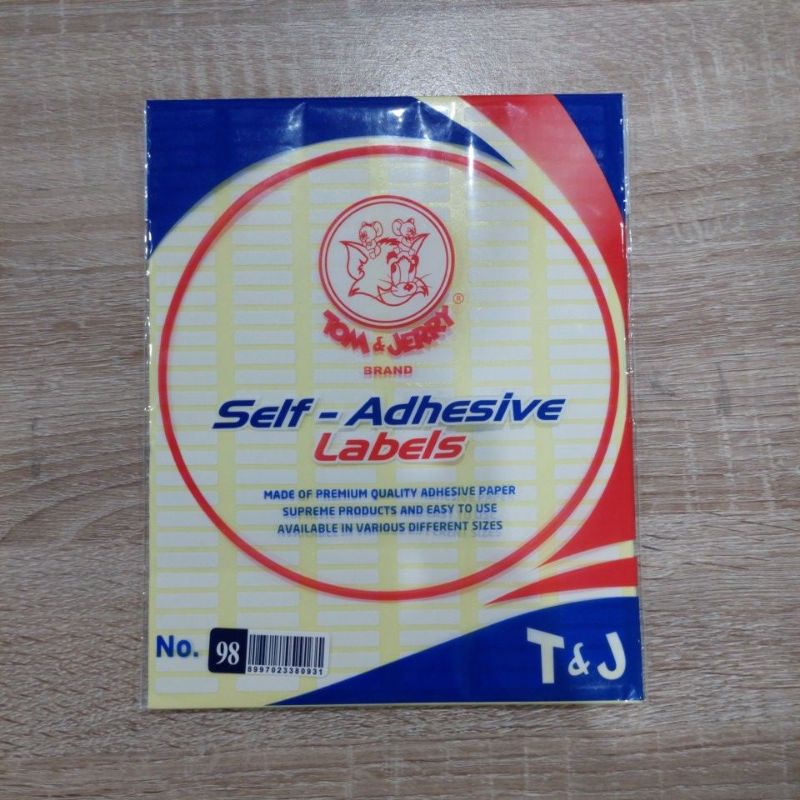 TOM & JERRY ®
BRAND
Self - Adhesive
Labels
MADE OF PREMIUM QUALITY ADHESIVE PAPER
SUPREME PRODUCTS AND EASY TO USE
AVAILABLE IN VARIOUS DIFFERENT SIZES
No. 98
8997023380931
T & J